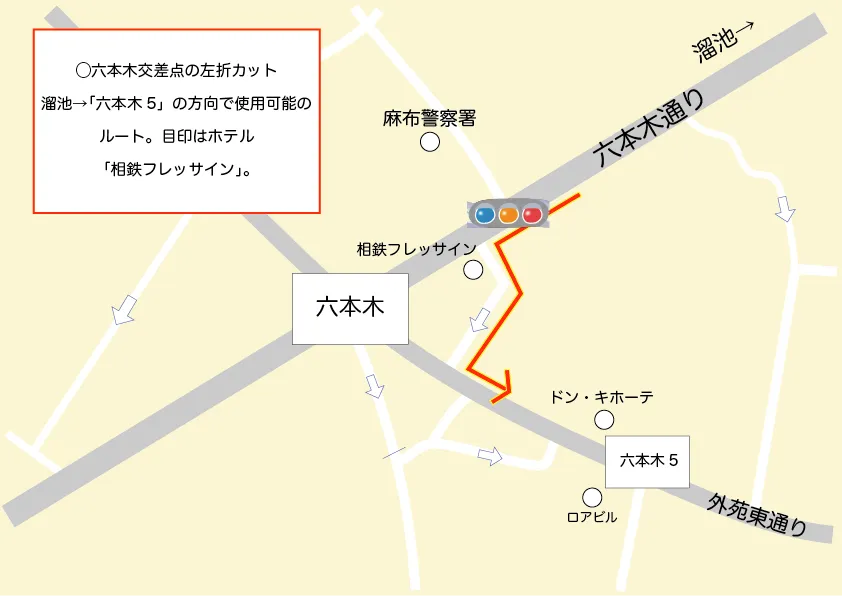 ◯六本木交差点の左折カット
溜池→「六本木5」の方向で使用可能の
ルート。目印はホテル
「相鉄フレッサイン」。
溜池→
六本木通り
麻布警察署
相鉄フレッサイン
六本木
ドン・キホーテ
六本木5
ロアビル
外苑東通り